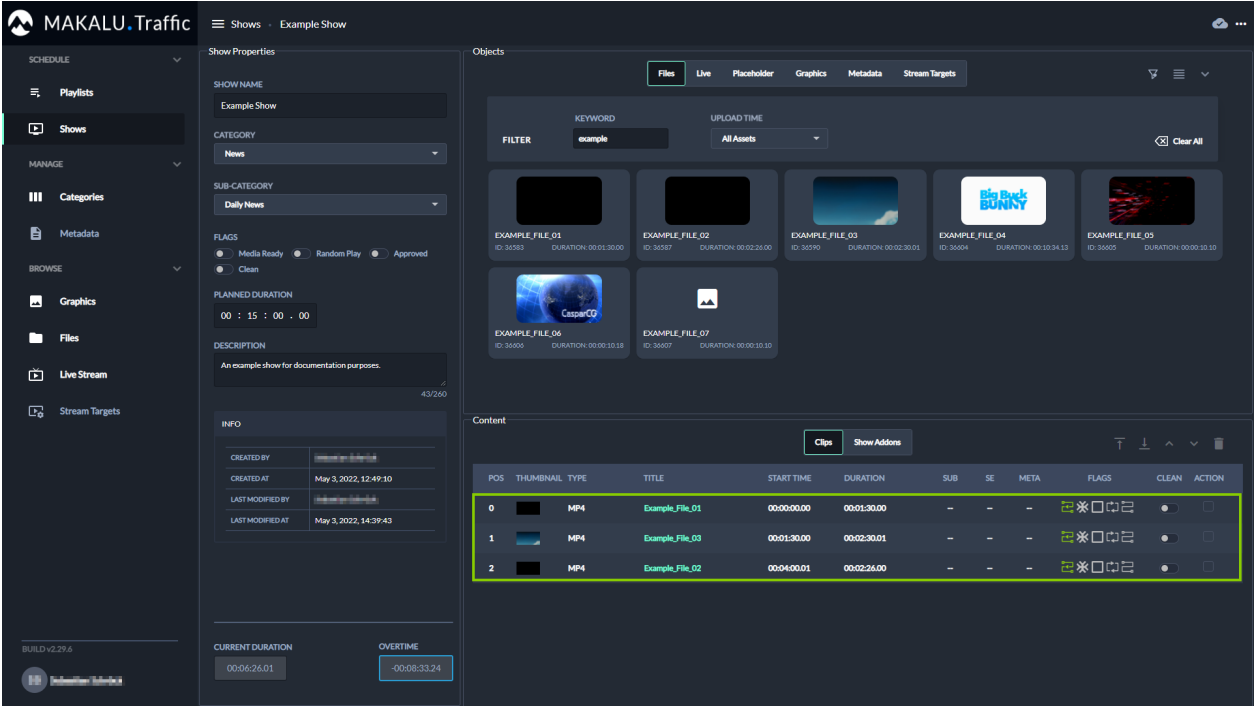 MAKALU.Traffic
Shows - Example Show
SCHEDULE
Playlists
Shows
MANAGE
Categories
Metadata
BROWSE
Graphics
Files
Live Stream
Stream Targets
BUILD v2.29.6
Show Properties
SHOW NAME
Example Show
CATEGORY
News
SUB-CATEGORY
Daily News
FLAGS
Media Ready Random Play Approved
Clean
PLANNED DURATION
00 : 15 : 00 . 00
DESCRIPTION
An example show for documentation purposes.
43/260
INFO
CREATED BY
CREATED AT May 3, 2022, 12:49:10
LAST MODIFIED BY
LAST MODIFIED AT May 3, 2022, 14:39:43
CURRENT DURATION OVERTIME
00:06:26.01 -00:08:33.24
Objects
Files Live Placeholder Graphics Metadata Stream Targets
KEYWORD UPLOAD TIME
FILTER example All Assets Clear All
Big Buck
BUNNY
EXAMPLE_FILE_01 EXAMPLE_FILE_02 EXAMPLE_FILE_03 EXAMPLE_FILE_04 EXAMPLE_FILE_05
ID: 36583 DURATION: 00:01:30.00 ID: 36587 DURATION: 00:02:26.00 ID: 36590 DURATION: 00:02:30.01 ID: 36604 DURATION: 00:10:34.13 ID: 36605 DURATION: 00:00:10.10
CasparCG
EXAMPLE_FILE_06 EXAMPLE_FILE_07
ID: 36606 DURATION: 00:00:10.18 ID: 36607 DURATION: 00:00:10.10
Content
Clips Show Addons
POS THUMBNAIL TYPE TITLE START TIME DURATION SUB SE META FLAGS CLEAN ACTION
0 MP4 Example_File_01 00:00:00.00 00:01:30.00 – – –
1 MP4 Example_File_03 00:01:30.00 00:02:30.01 – – –
2 MP4 Example_File_02 00:04:00.01 00:02:26.00 – – –